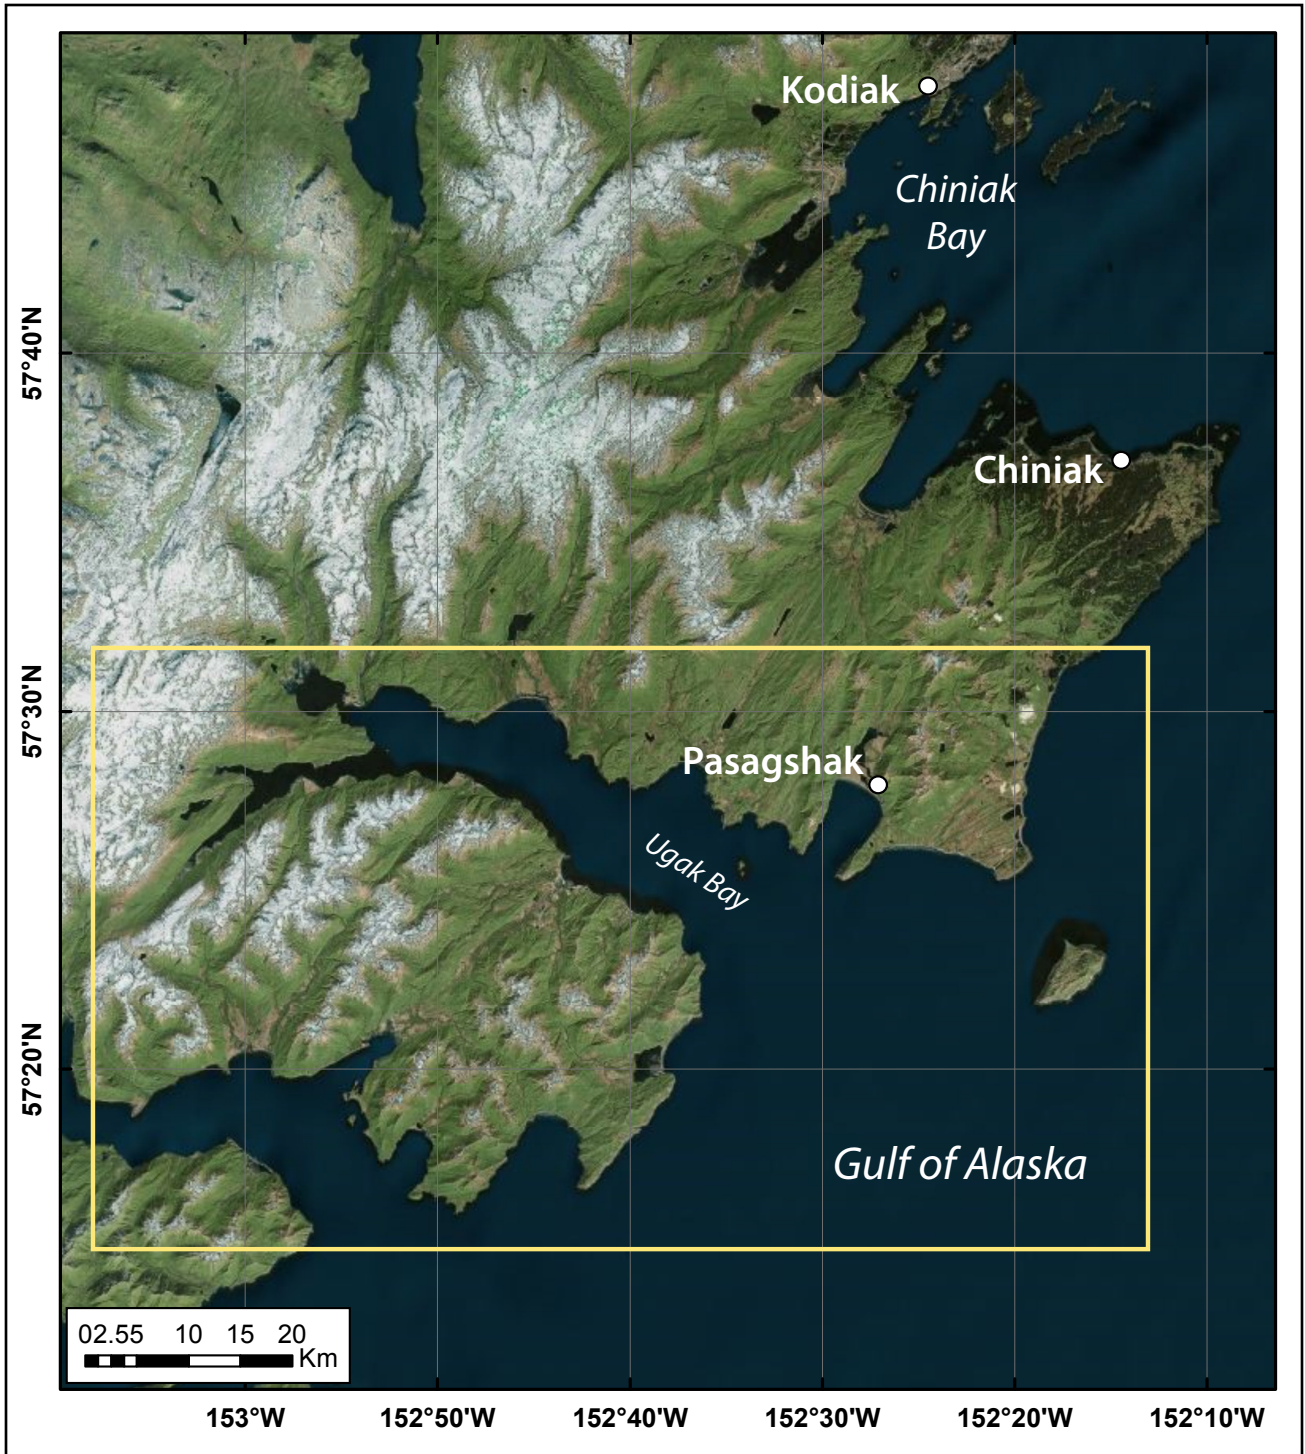 Kodiak
Chiniak
Bay
57°40'N
Chiniak
57°30'N
Pasagshak
Ugak Bay
57°20'N
Gulf of Alaska
02.55 10 15 20
Km
153°W 152°50'W 152°40'W 152°30'W 152°20'W 152°10'W